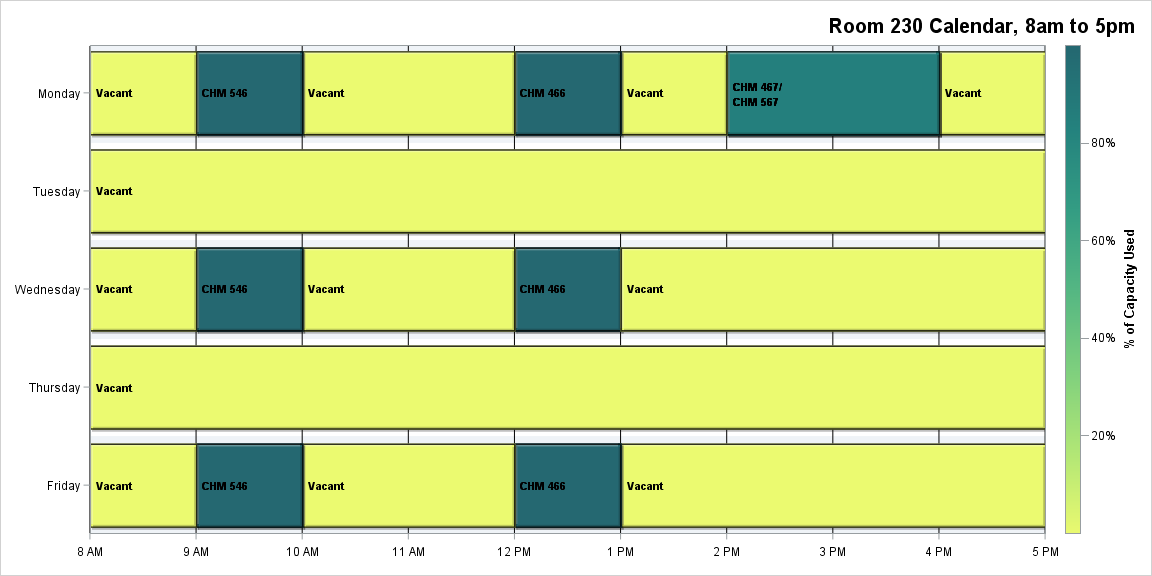 Room 230 Calendar, 8am to 5pm
Monday
Vacant
CHM 546
Vacant
CHM 466
Vacant
CHM 467/
CHM 567
Vacant
Tuesday
Vacant
Wednesday
Vacant
CHM 546
Vacant
CHM 466
Vacant
Thursday
Vacant
Friday
Vacant
CHM 546
Vacant
CHM 466
Vacant
8 AM
9 AM
10 AM
11 AM
12 PM
1 PM
2 PM
3 PM
4 PM
5 PM
80%
60%
40%
20%
% of Capacity Used